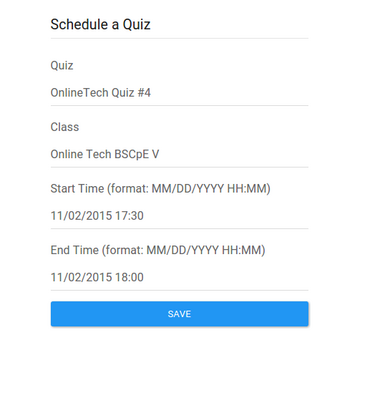 Schedule a Quiz
Quiz
OnlineTech Quiz #4
Class
Online Tech BSCpE V
Start Time (format: MM/DD/YYYY HH:MM)
11/02/2015 17:30
End Time (format: MM/DD/YYYY HH:MM)
11/02/2015 18:00
SAVE